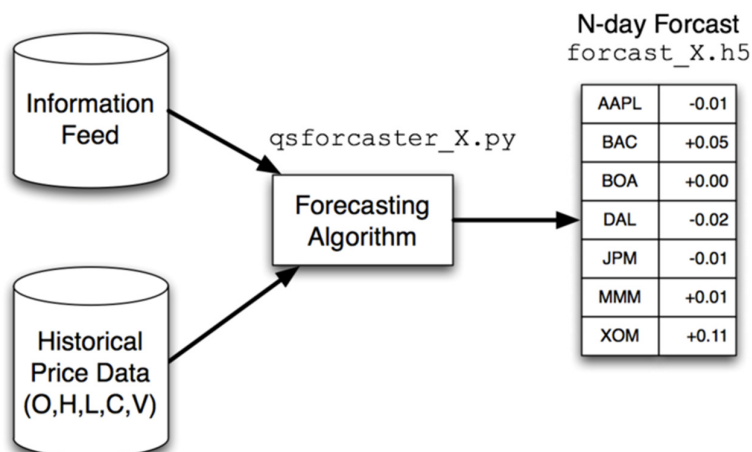 Information
Feed
Historical
Price Data
(O,H,L,C,V)
qsforcaster_X.py
Forecasting
Algorithm
N-day Forcast
forcast_X.h5
AAPL -0.01
BAC +0.05
BOA +0.00
DAL -0.02
JPM -0.01
MMM +0.01
XOM +0.11